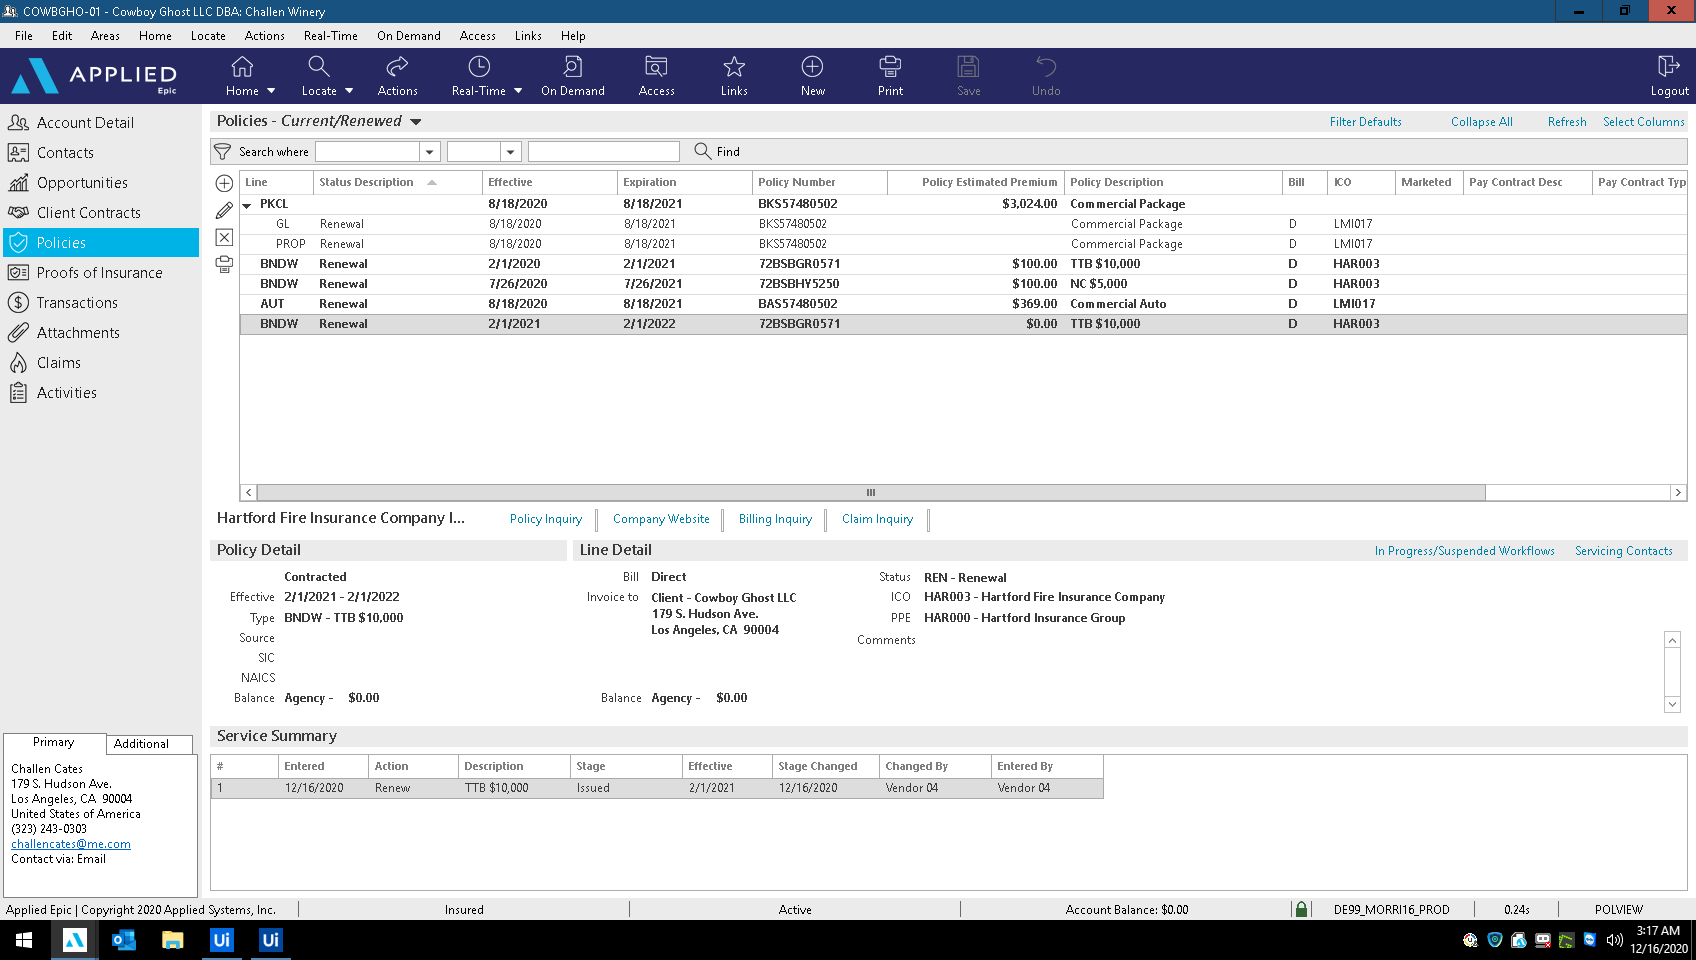 COWBGHO-01 - Cowboy Ghost LLC DBA: Challen Winery
File Edit Areas Home Locate Actions Real-Time On Demand Access Links Help
APPLIED Epic
Home Locate Actions Real-Time On Demand Access Links New Print Save Undo Logout
Account Detail
Contacts
Opportunities
Client Contracts
Policies
Proofs of Insurance
Transactions
Attachments
Claims
Activities
Policies - Current/Renewed Filter Defaults Collapse All Refresh Select Columns
Search where Find
Line Status Description Effective Expiration Policy Number Policy Estimated Premium Policy Description Bill ICO Marketed Pay Contract Desc Pay Contract Typ
PKCL 8/18/2020 8/18/2021 BKS57480502 $3,024.00 Commercial Package
GL Renewal 8/18/2020 8/18/2021 BKS57480502 Commercial Package D LMI017
PROP Renewal 8/18/2020 8/18/2021 BKS57480502 Commercial Package D LMI017
BNDW Renewal 2/1/2020 2/1/2021 72BSBGR0571 $100.00 TTB $10,000 D HAR003
BNDW Renewal 7/26/2020 7/26/2021 72BSBHY5250 $100.00 NC $5,000 D HAR003
AUT Renewal 8/18/2020 8/18/2021 BAS57480502 $369.00 Commercial Auto D LMI017
BNDW Renewal 2/1/2021 2/1/2022 72BSBGR0571 $0.00 TTB $10,000 D HAR003
Hartford Fire Insurance Company I... Policy Inquiry Company Website Billing Inquiry Claim Inquiry
Policy Detail
Contracted
Effective 2/1/2021 - 2/1/2022
Type BNDW - TTB $10,000
Source
SIC
NAICS
Balance Agency - $0.00
Line Detail In Progress/Suspended Workflows Servicing Contacts
Bill Direct
Invoice to Client - Cowboy Ghost LLC
179 S. Hudson Ave.
Los Angeles, CA 90004
Balance Agency - $0.00
Status REN - Renewal
ICO HAR003 - Hartford Fire Insurance Company
PPE HAR000 - Hartford Insurance Group
Comments
Service Summary
# Entered Action Description Stage Effective Stage Changed Changed By Entered By
1 12/16/2020 Renew TTB $10,000 Issued 2/1/2021 12/16/2020 Vendor 04 Vendor 04
Primary Additional
Challen Cates
179 S. Hudson Ave.
Los Angeles, CA 90004
United States of America
(323) 243-0303
challencates@me.com
Contact via: Email
Applied Epic | Copyright 2020 Applied Systems, Inc. Insured Active Account Balance: $0.00 DE99_MORRI16_PROD 0.24s POLVIEW
Ui Ui
3:17 AM
12/16/2020